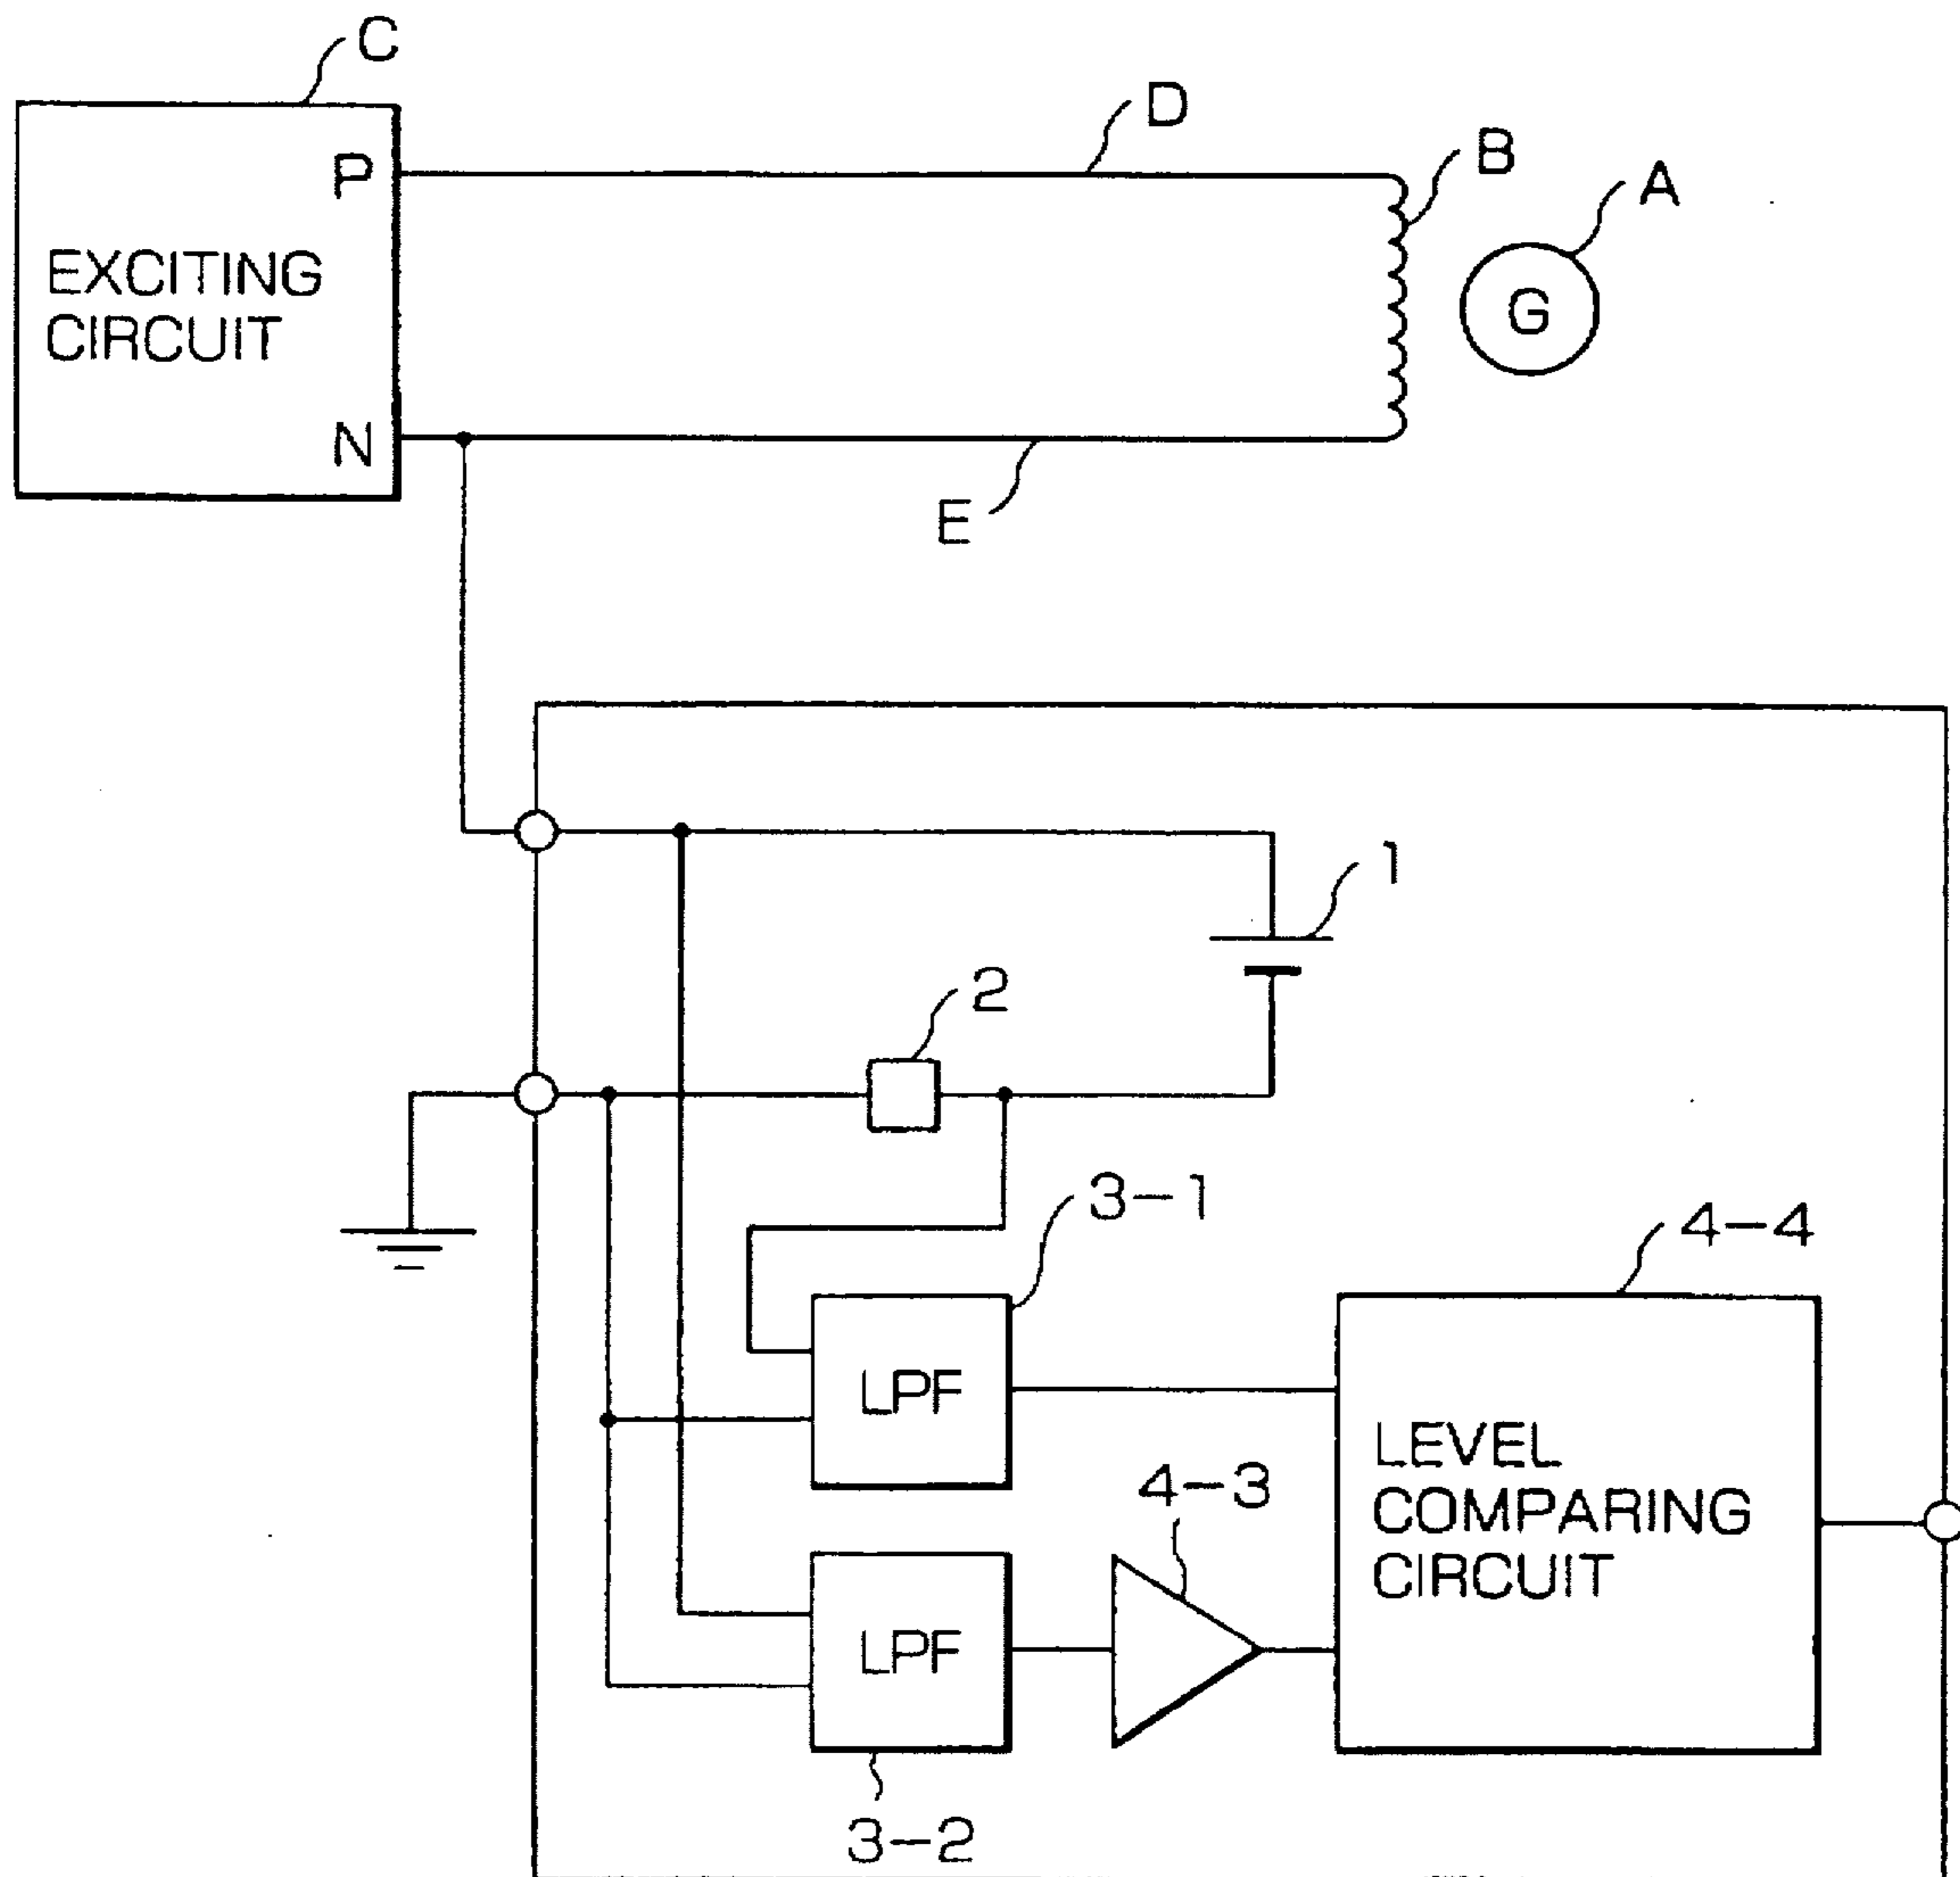 C
D
B
A
P
EXCITING
CIRCUIT
G
N
E
1
2
3-1
4-4
LPF
LEVEL
COMPARING
CIRCUIT
4-3
LPF
3-2